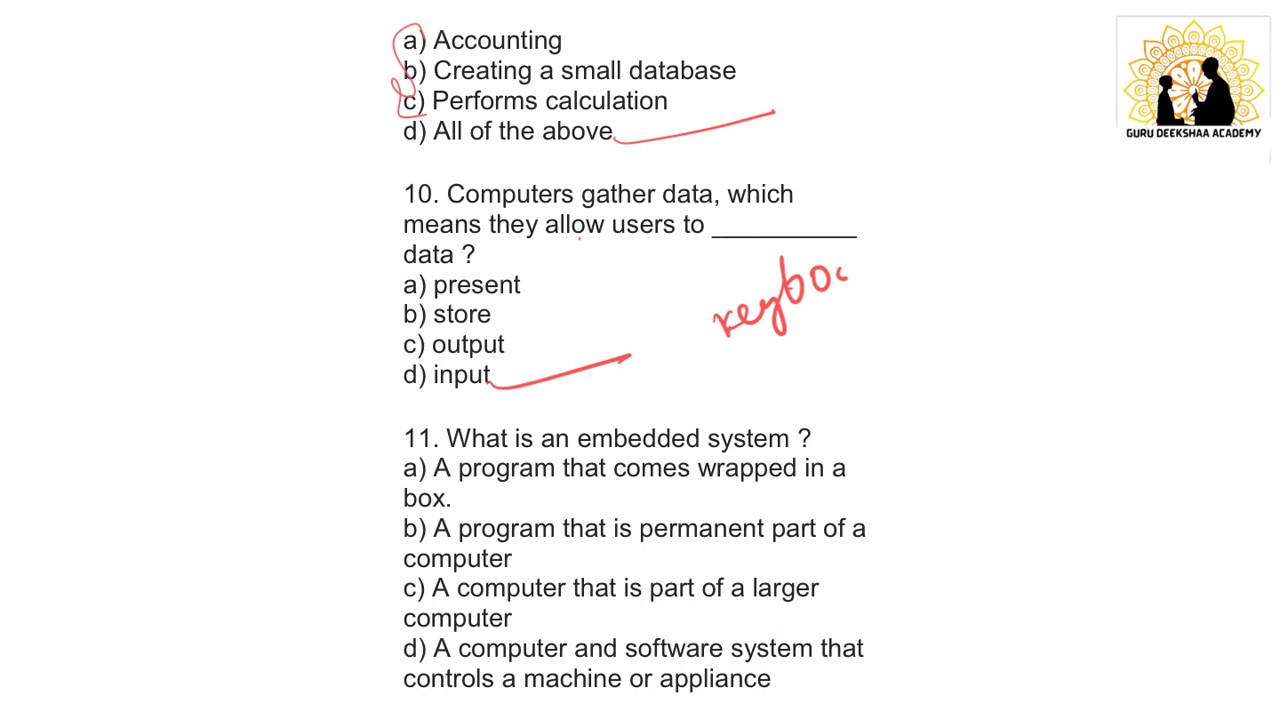 a) Accounting
b) Creating a small database
c) Performs calculation
d) All of the above
GURU DEEKSHAA ACADEMY
10. Computers gather data, which
means they allow users to __________
data ?
a) present
b) store
c) output
d) input
keyboa
11. What is an embedded system ?
a) A program that comes wrapped in a
box.
b) A program that is permanent part of a
computer
c) A computer that is part of a larger
computer
d) A computer and software system that
controls a machine or appliance